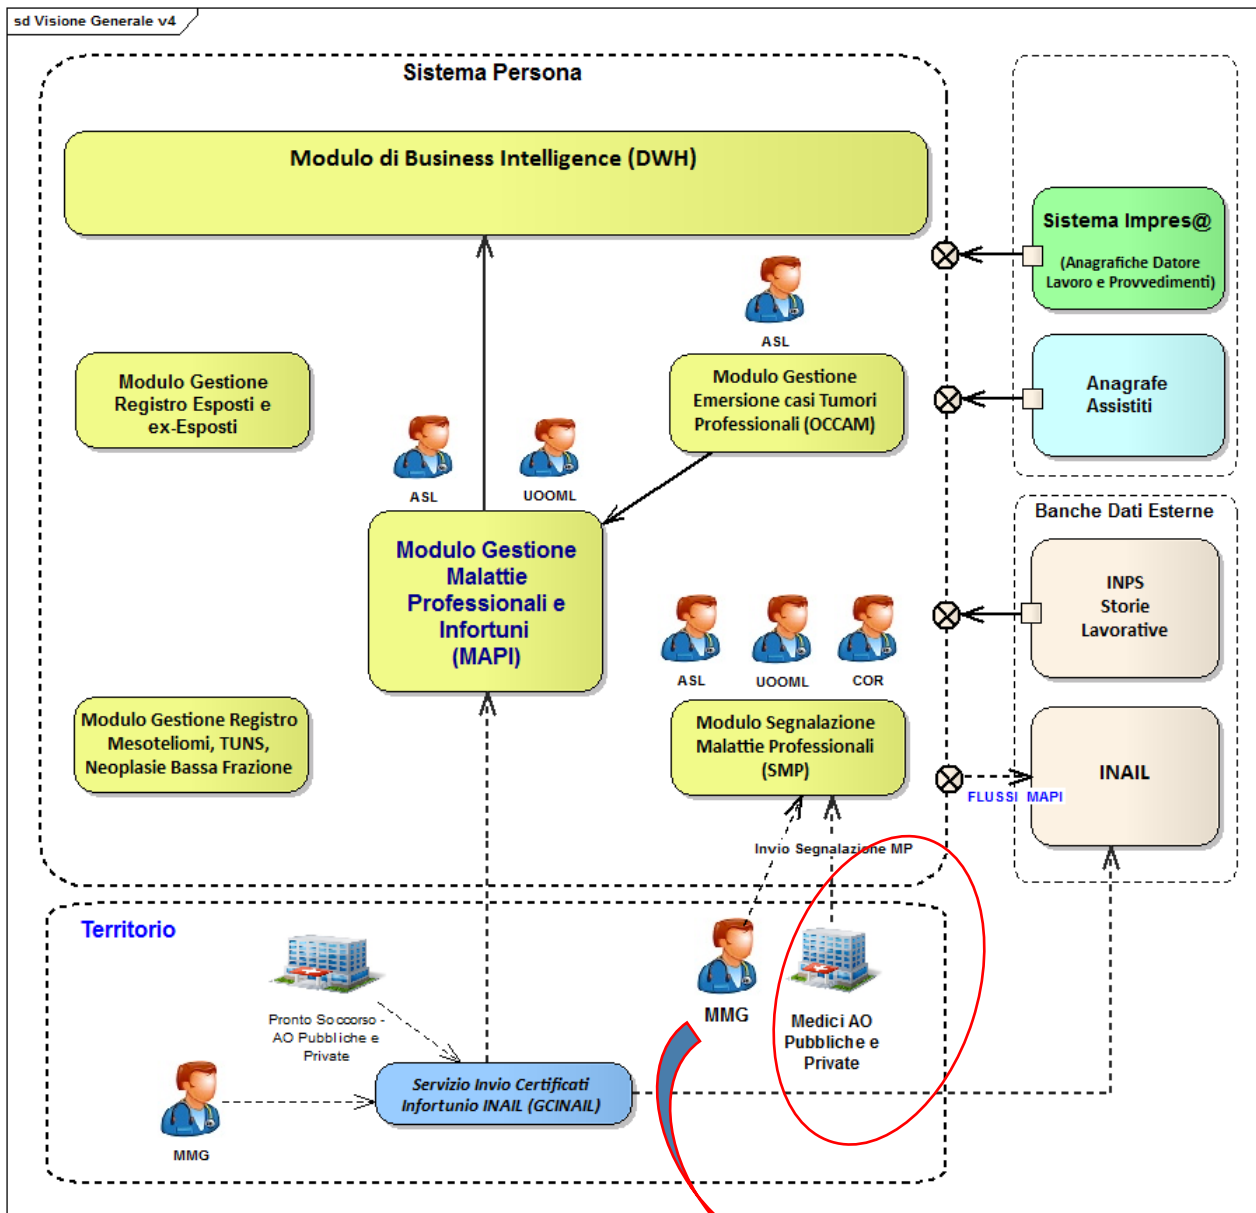 sd Visione Generale v4
Sistema Persona
Modulo di Business Intelligence (DWH)
Sistema Impres@
(Anagrafiche Datore
Lavoro e Provvedimenti)
ASL
Modulo Gestione
Registro Esposti e
ex-Esposti
Modulo Gestione
Emersione casi Tumori
Professionali (OCCAM)
Anagrafe
Assistiti
ASL
UOOML
Banche Dati Esterne
Modulo Gestione
Malattie
Professionali e
Infortuni
(MAPI)
INPS
Storie
Lavorative
ASL
UOOML
COR
Modulo Gestione Registro
Mesoteliomi, TUNS,
Neoplasie Bassa Frazione
Modulo Segnalazione
Malattie Professionali
(SMP)
INAIL
FLUSSI MAPI
Invio Segnalazione MP
Territorio
Pronto Soccorso -
AO Pubbliche e
Private
MMG
Medici AO
Pubbliche e
Private
Servizio Invio Certificati
Infortunio INAIL (GCINAIL)
MMG